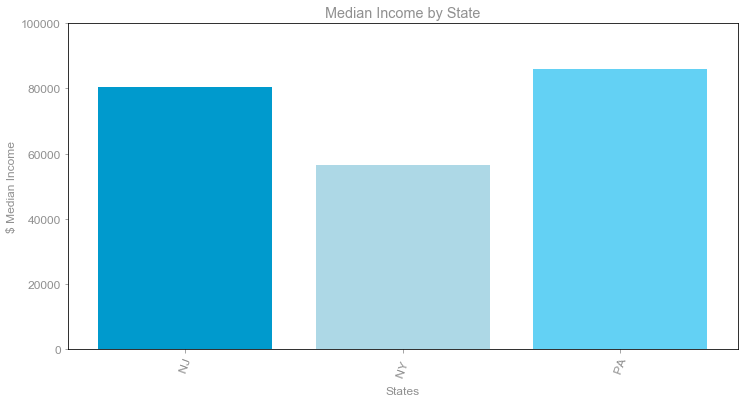 Median Income by State
$ Median Income
100000
80000
60000
40000
20000
0
NJ
NY
PA
States